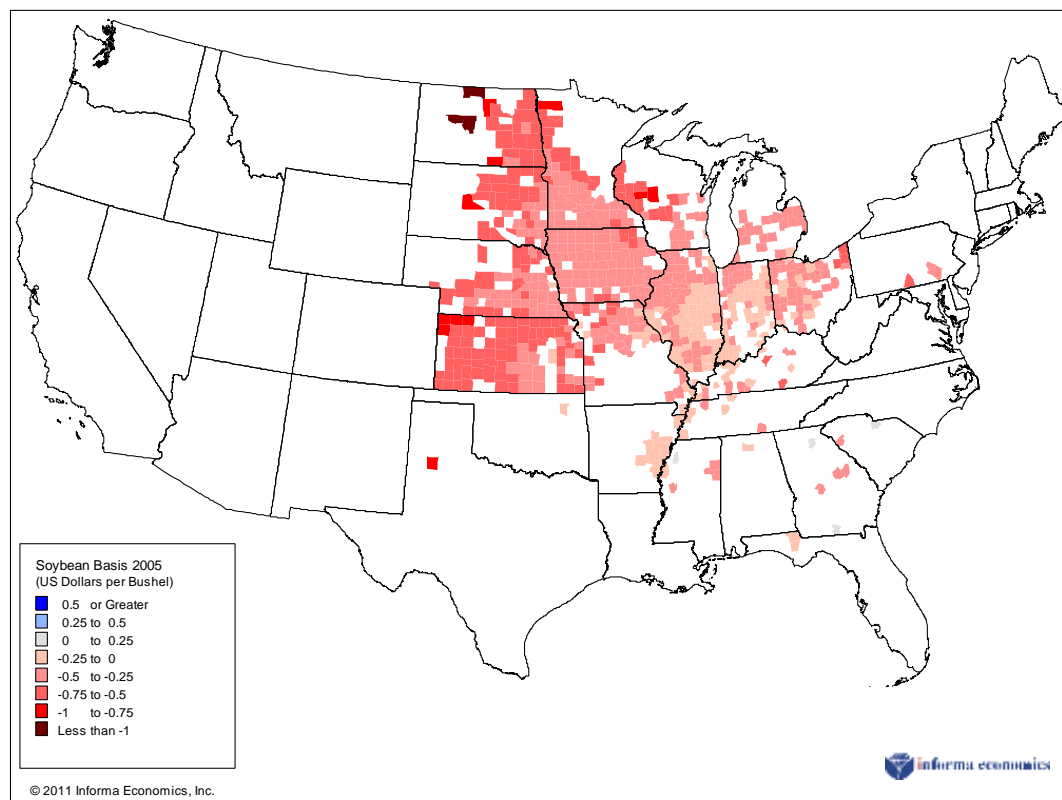 Soybean Basis 2005
(US Dollars per Bushel)
0.5 or Greater
0.25 to 0.5
0 to 0.25
-0.25 to 0
-0.5 to -0.25
-0.75 to -0.5
-1 to -0.75
Less than -1
informa economics
© 2011 Informa Economics, Inc.